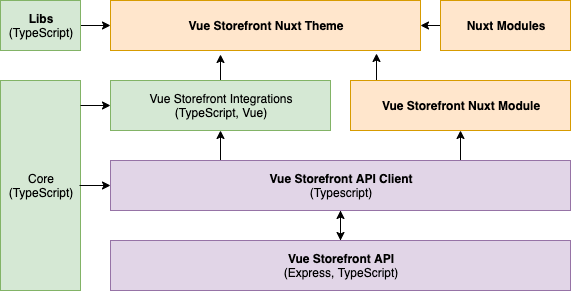 Libs
(TypeScript)
Vue Storefront Nuxt Theme
Nuxt Modules
Vue Storefront Integrations
(TypeScript, Vue)
Vue Storefront Nuxt Module
Core
(TypeScript)
Vue Storefront API Client
(Typescript)
Vue Storefront API
(Express, TypeScript)